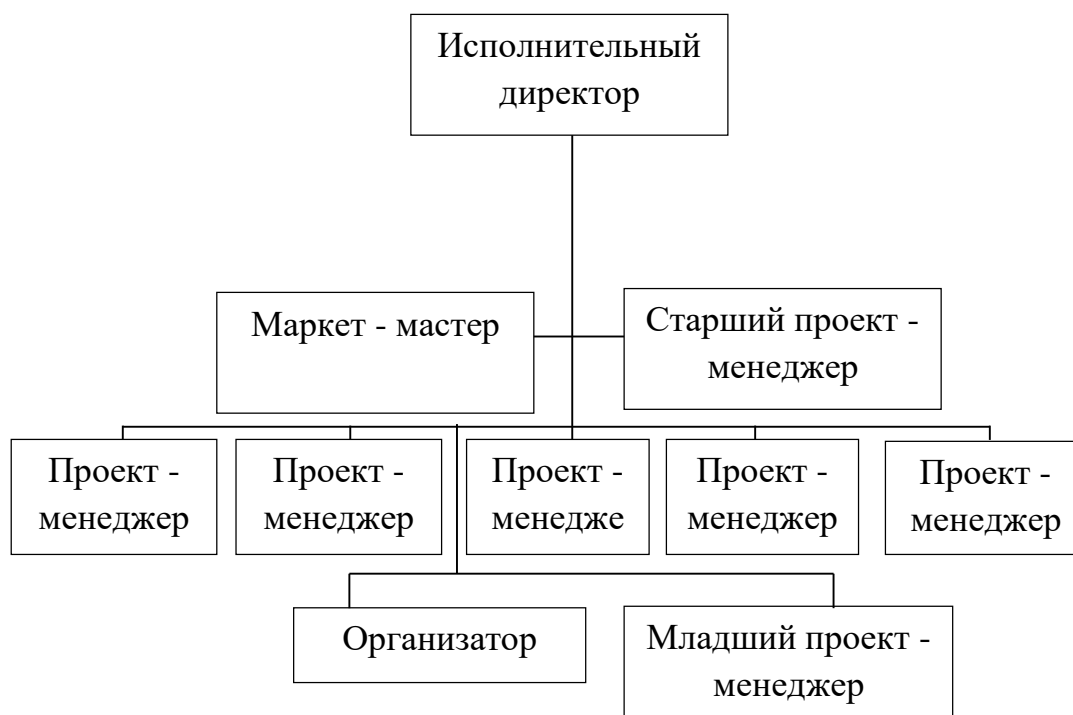 Исполнительный
директор
Маркет - мастер
Старший проект -
менеджер
Проект -
менеджер
Проект -
менеджер
Проект -
менедже
Проект -
менеджер
Проект -
менеджер
Организатор
Младший проект -
менеджер